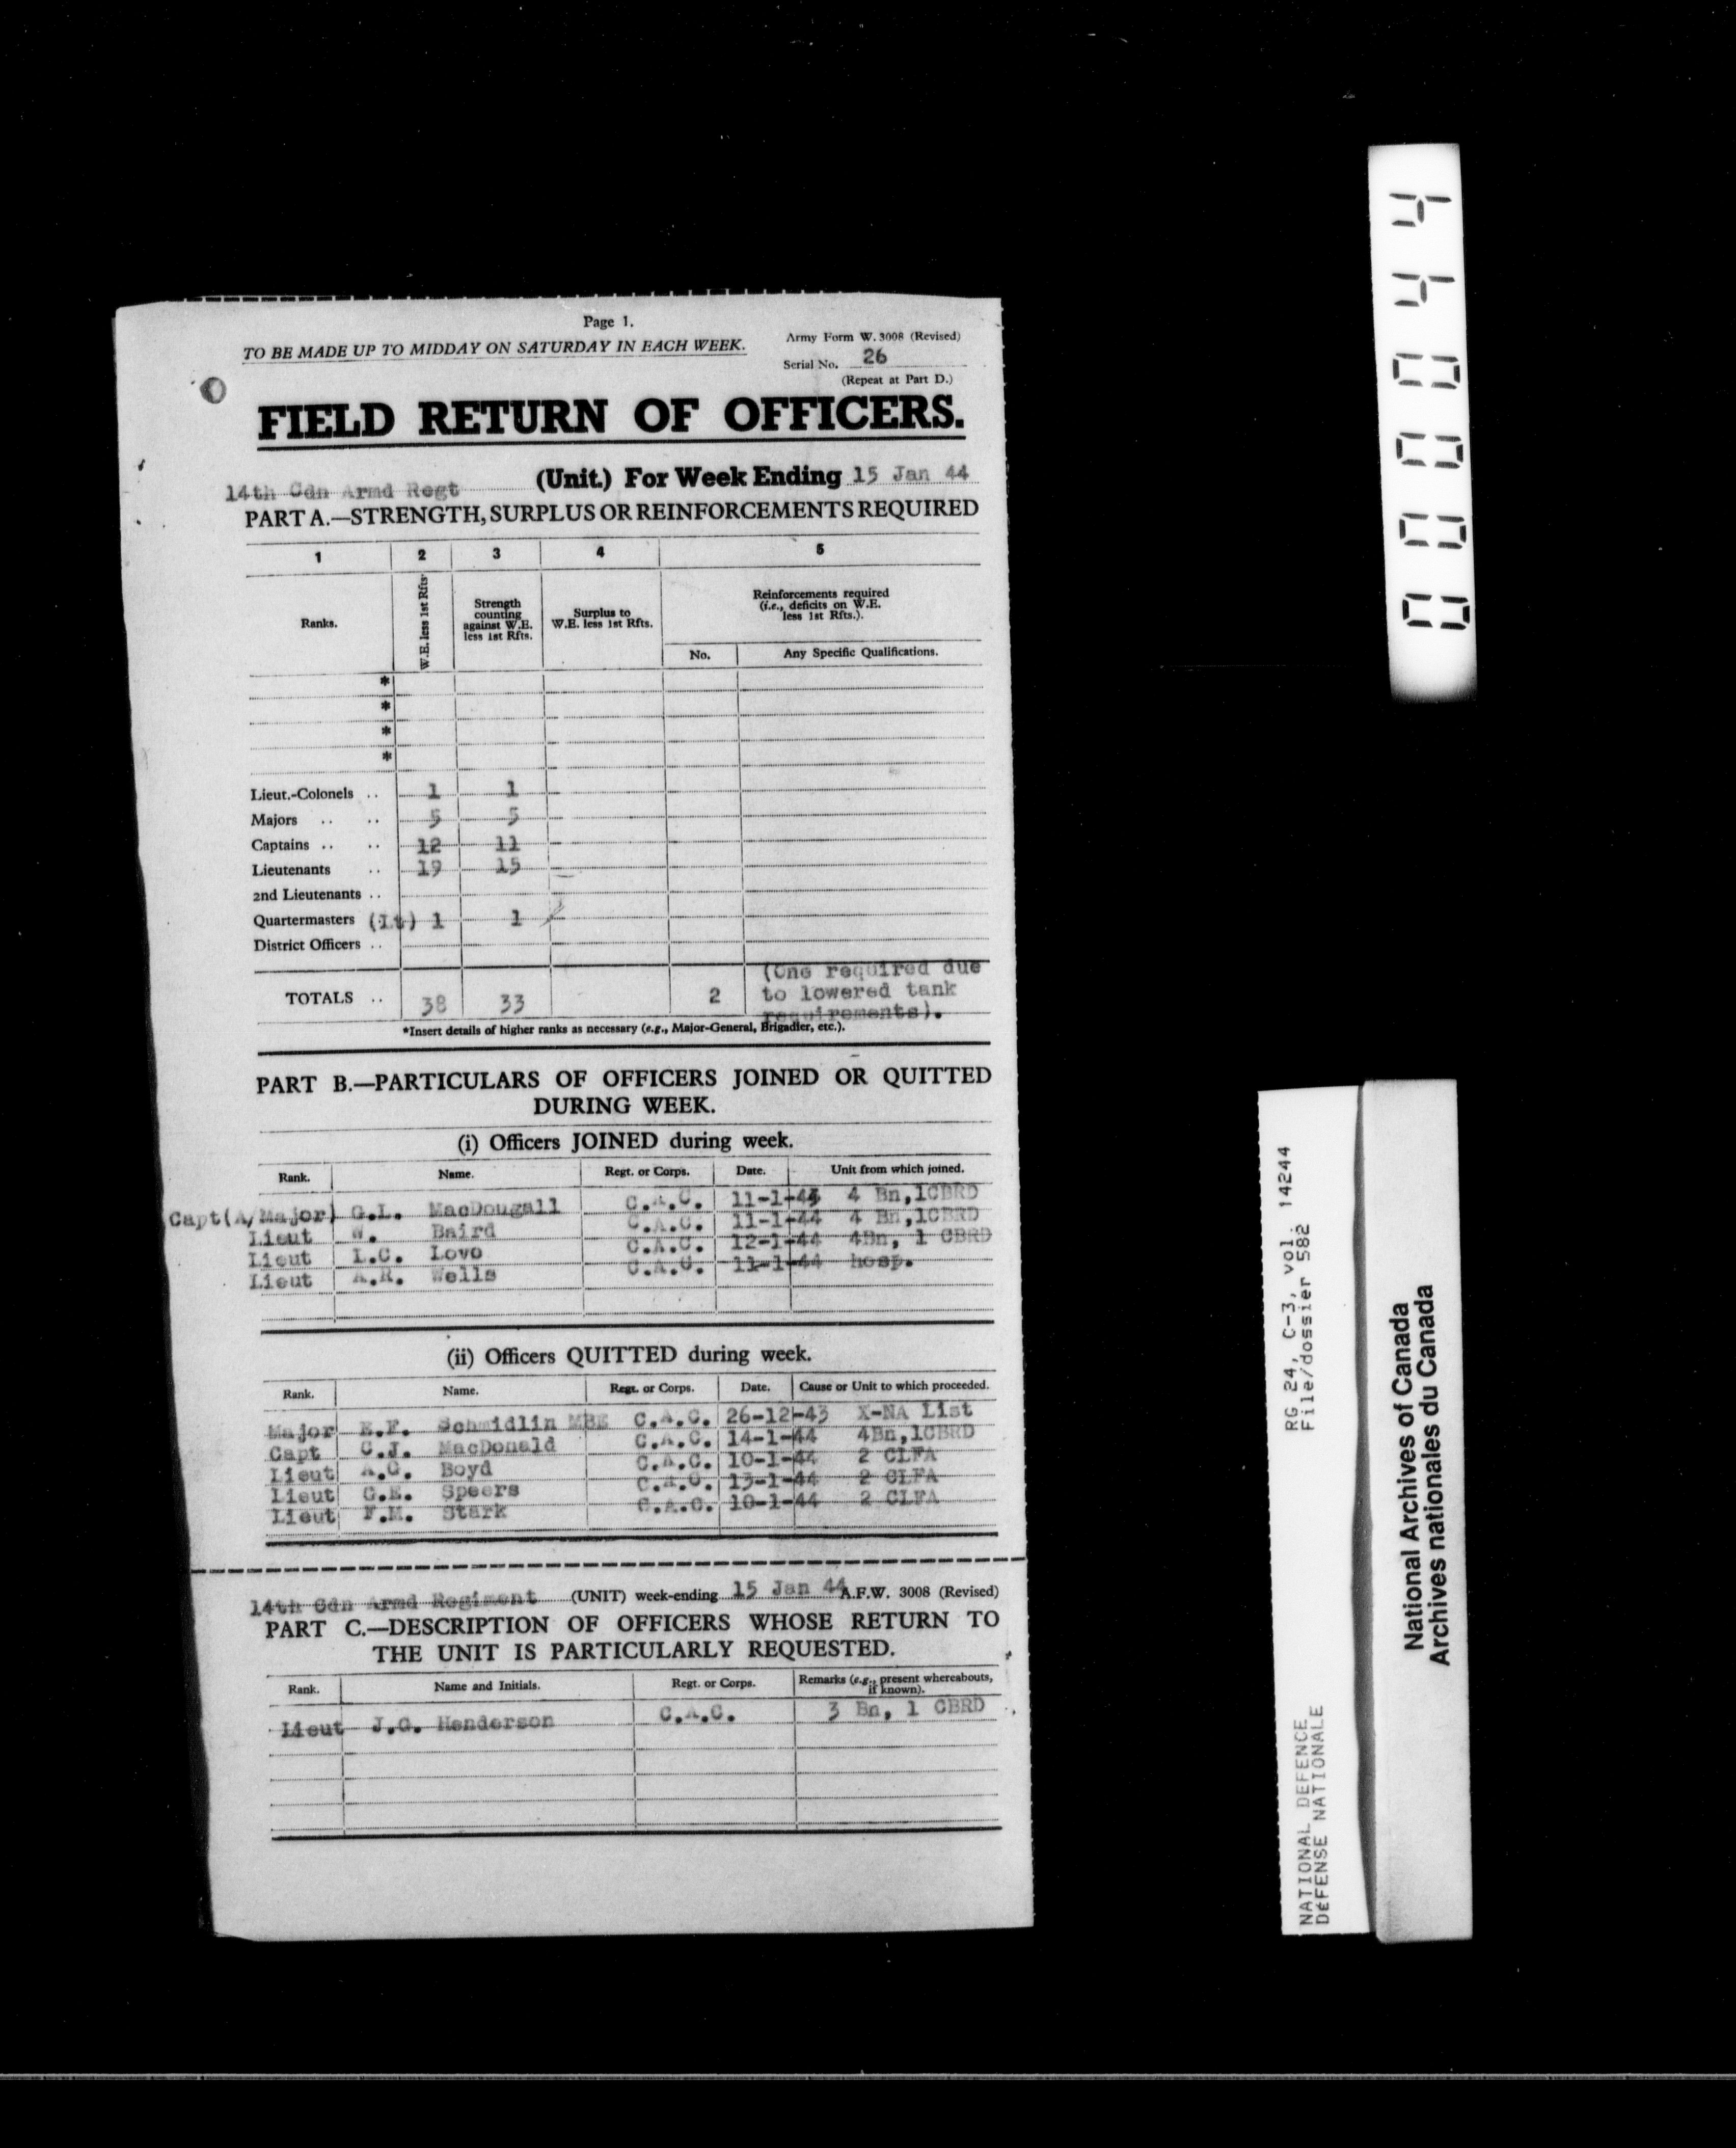 Page 1.
TO BE MADE UP TO MIDDAY ON SATURDAY IN EACH WEEK.
Army Form W. 3008 (Revised)
Serial No. 26
(Repeat at Part D.)
FIELD RETURN OF OFFICERS.
14th Cdn Armd Regt (Unit.) For Week Ending 15 Jan 44
PART A.—STRENGTH, SURPLUS OR REINFORCEMENTS REQUIRED
1 2 3 4 5
Ranks.
W.E. less 1st Rfts.
Strength
counting
against W.E.
less 1st Rfts.
Surplus to
W.E. less 1st Rfts.
Reinforcements required
(i.e., deficits on W.E.
less 1st Rfts.).
No. Any Specific Qualifications.
*
*
*
*
Lieut.-Colonels .. 1 1
Majors .. .. 5 5
Captains .. .. 12 11
Lieutenants .. 19 15
2nd Lieutenants ..
Quartermasters (Lt) 1 1
District Officers ..
TOTALS .. 38 33 2
(One required due
to lowered tank
requirements).
*Insert details of higher ranks as necessary (e.g., Major-General, Brigadier, etc.).
PART B.—PARTICULARS OF OFFICERS JOINED OR QUITTED
DURING WEEK.
(i) Officers JOINED during week.
Rank. Name. Regt. or Corps. Date. Unit from which joined.
Capt(A/Major) G.L. MacDougall C.A.C. 11-1-44 4 Bn,1CBRD
Lieut W. Baird C.A.C. 11-1-44 4 Bn,1CBRD
Lieut L.C. Love C.A.C. 12-1-44 4Bn, 1 CBRD
Lieut A.R. Wells C.A.C. 11-1-44 hosp.
(ii) Officers QUITTED during week.
Rank. Name. Regt. or Corps. Date. Cause or Unit to which proceeded.
Major E.F. Schmidlin MBE C.A.C. 26-12-43 X-NA List
Capt C.J. MacDonald C.A.C. 14-1-44 4Bn,1CBRD
Lieut A.G. Boyd C.A.C. 10-1-44 2 CLFA
Lieut G.E. Speers C.A.C. 13-1-44 2 CLFA
Lieut F.M. Stark C.A.C. 10-1-44 2 CLFA
14th Cdn Armd Regiment (UNIT) week-ending 15 Jan 44 A.F.W. 3008 (Revised)
PART C.—DESCRIPTION OF OFFICERS WHOSE RETURN TO
THE UNIT IS PARTICULARLY REQUESTED.
Rank. Name and Initials. Regt. or Corps. Remarks (e.g., present whereabouts,
if known).
Lieut J.G. Henderson C.A.C. 3 Bn, 1 CBRD
000044
RG 24, C-3, vol. 14244
File/dossier 582
NATIONAL DEFENCE
DÉFENSE NATIONALE
National Archives of Canada
Archives nationales du Canada